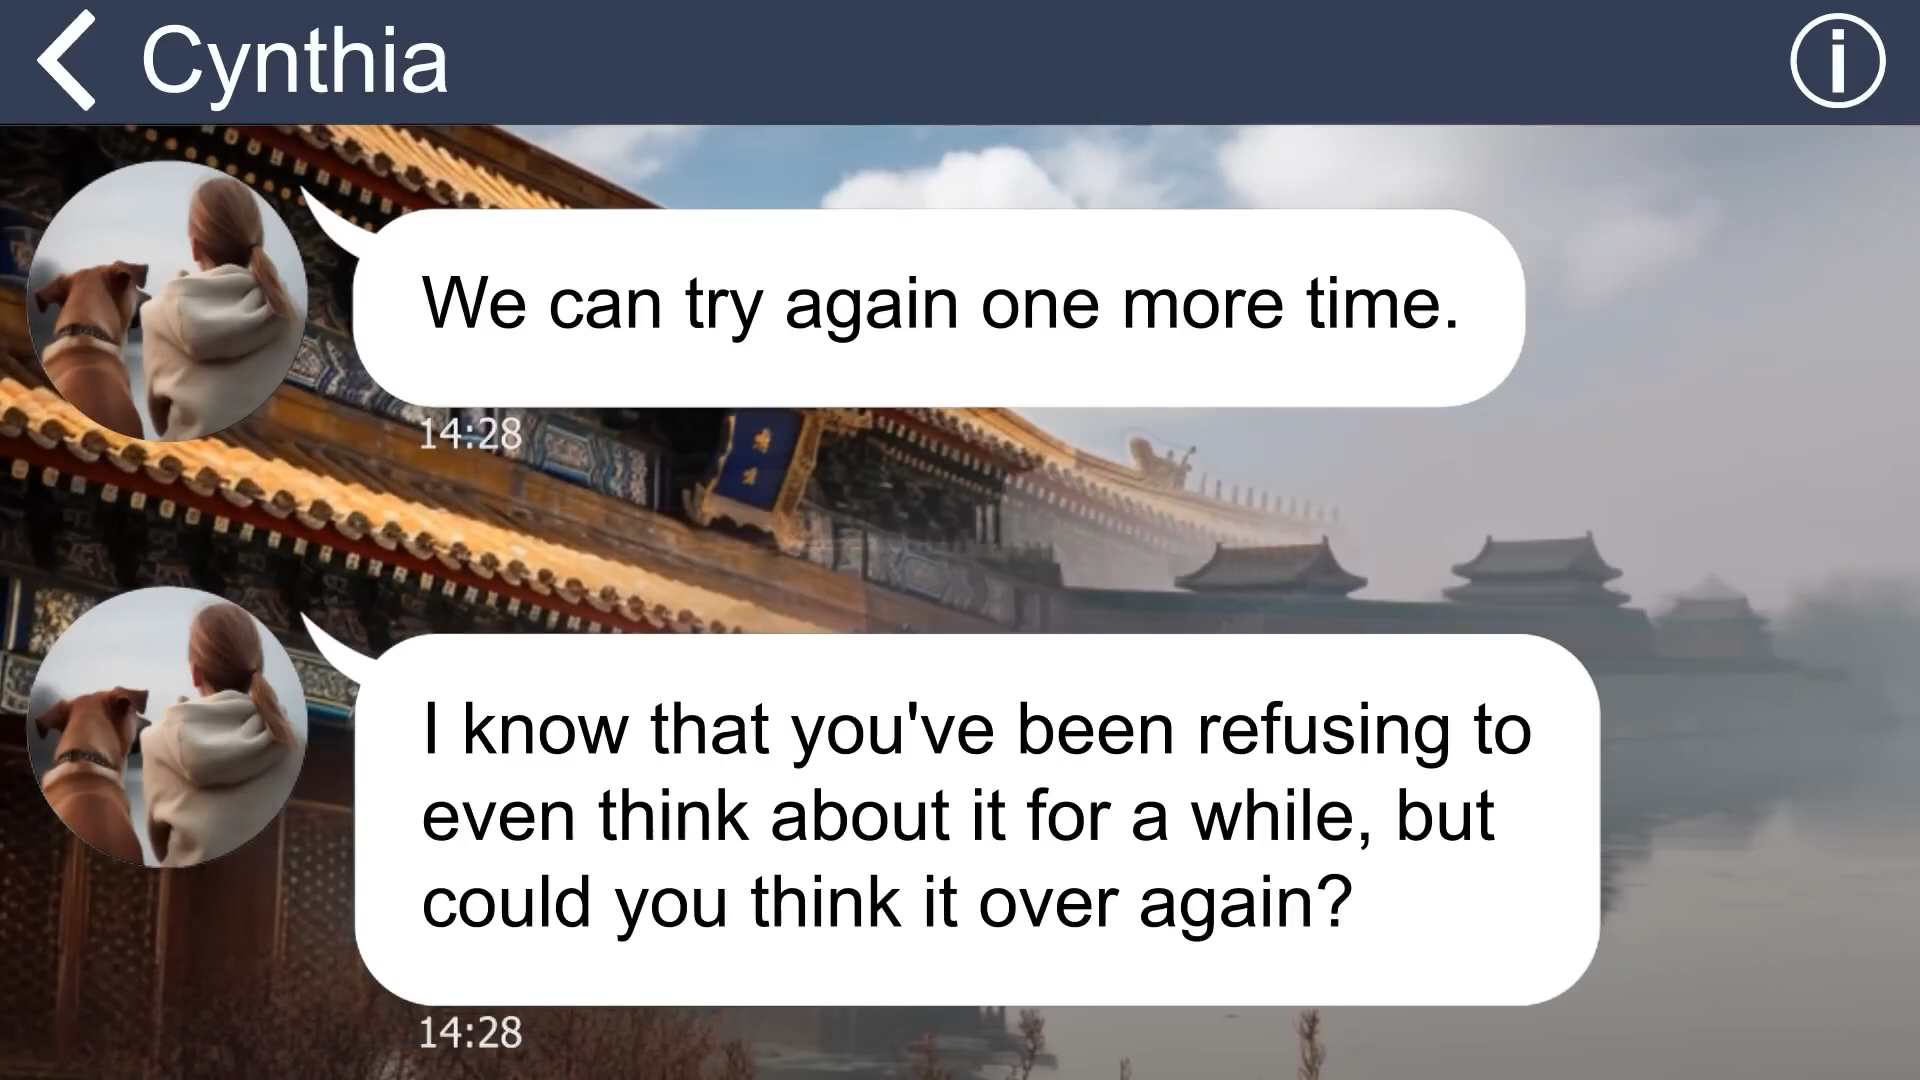 Cynthia
We can try again one more time.
14:28
I know that you've been refusing to
even think about it for a while, but
could you think it over again?
14:28